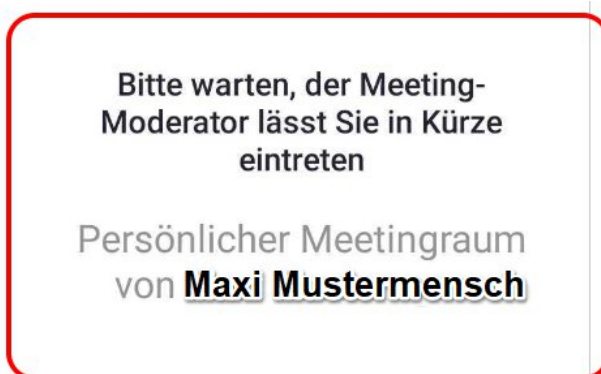 Bitte warten, der Meeting-
Moderator lässt Sie in Kürze
eintreten
Persönlicher Meetingraum
von Maxi Mustermensch